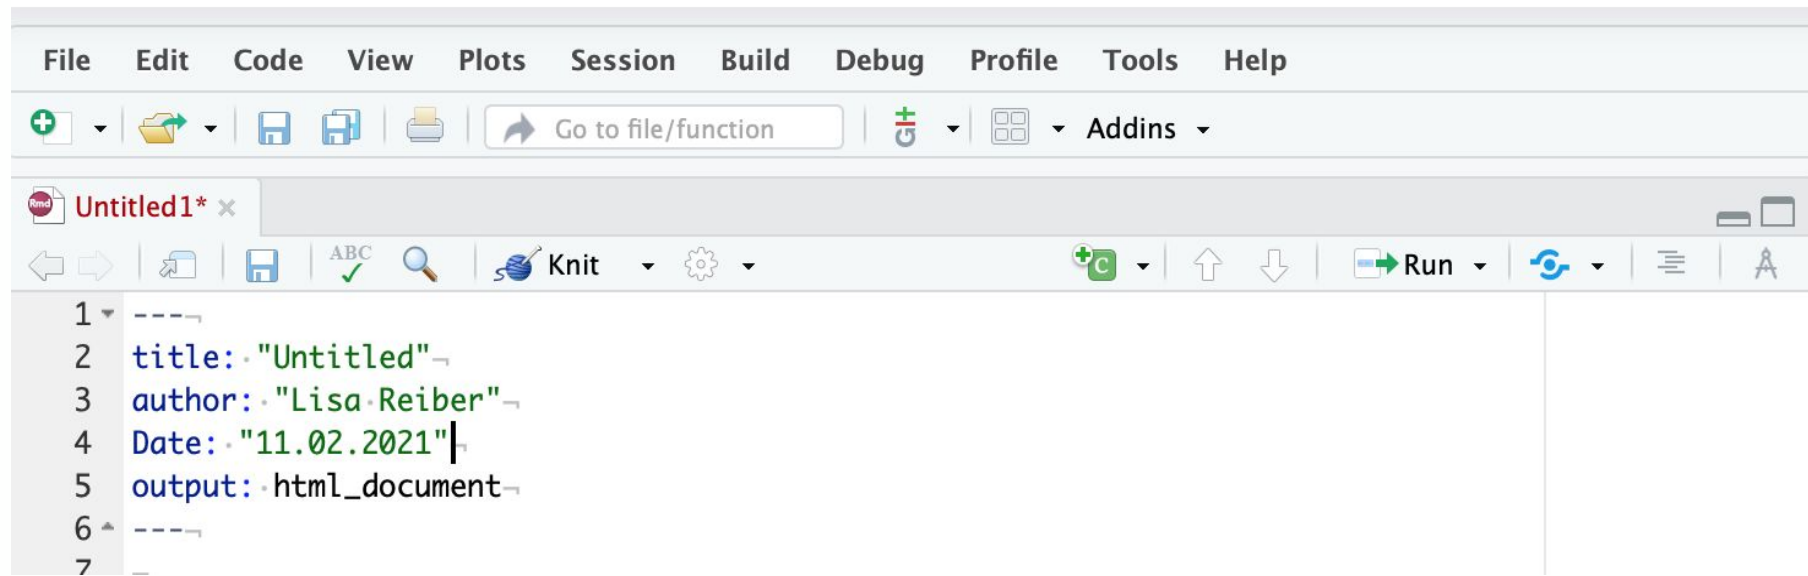 File Edit Code View Plots Session Build Debug Profile Tools Help
Go to file/function Git Addins
Rmd Untitled1*
ABC Knit C Run
1 ---
2 title: "Untitled"
3 author: "Lisa Reiber"
4 Date: "11.02.2021"
5 output: html_document
6 ---
7